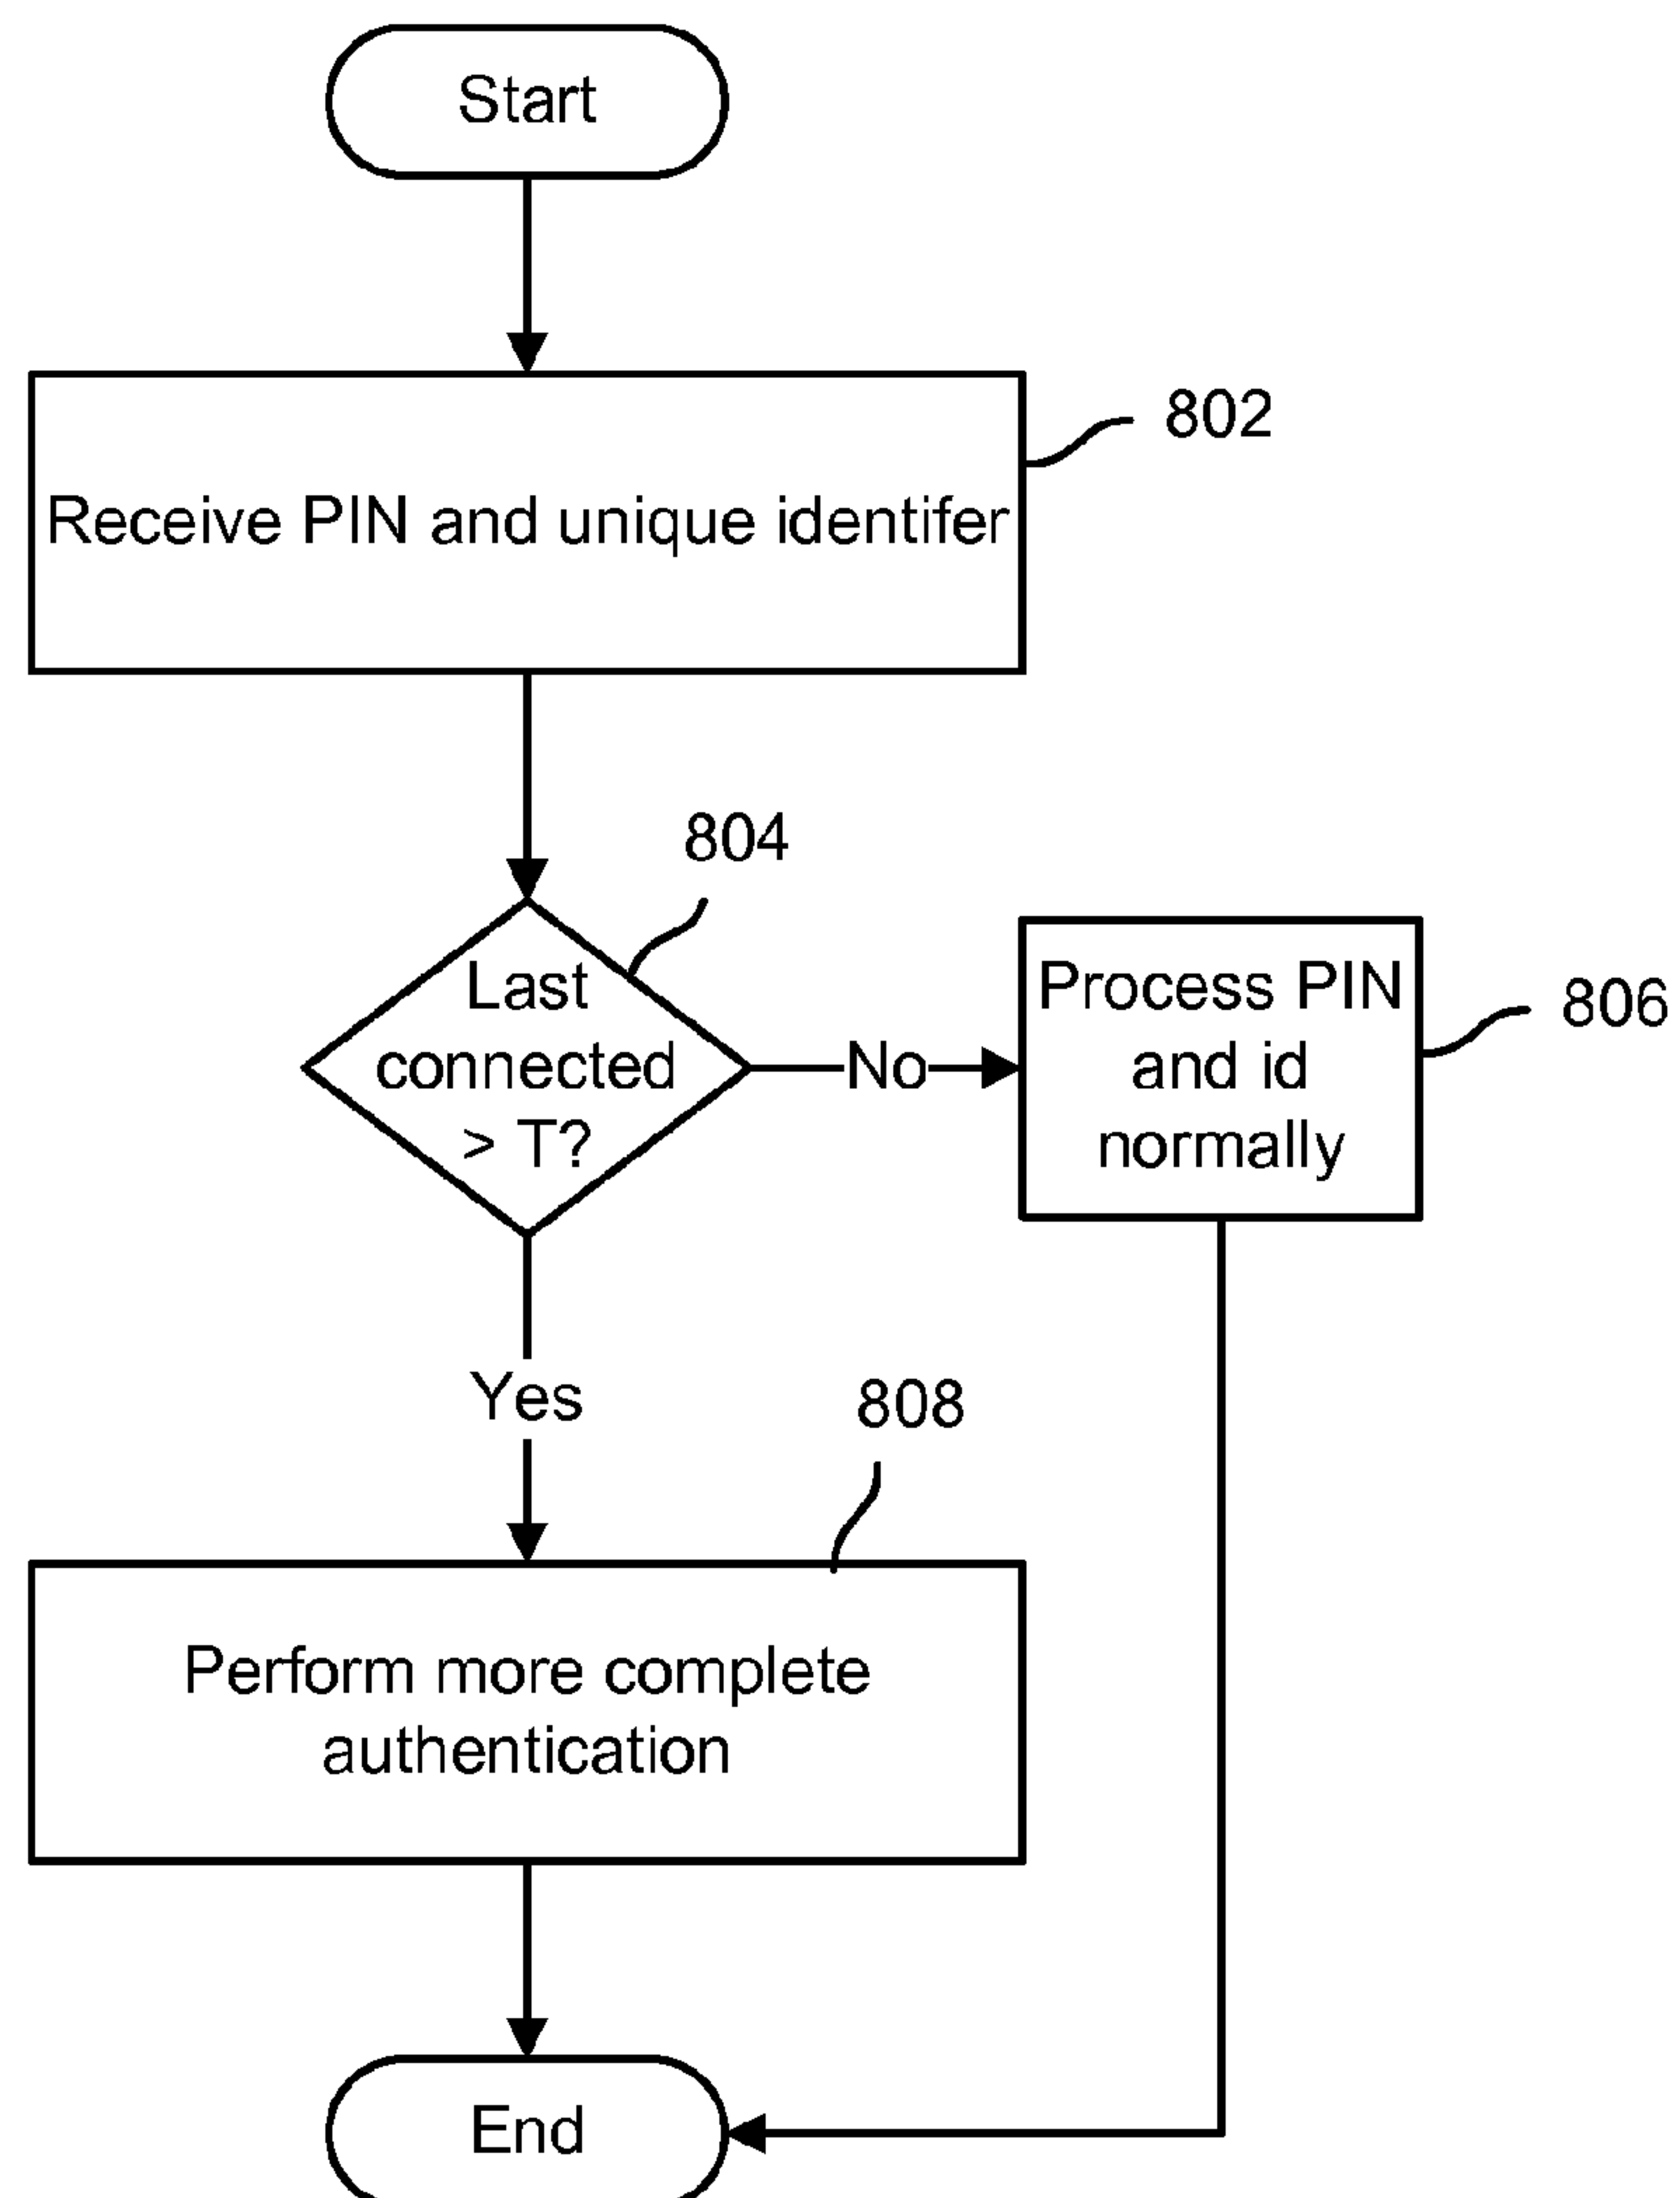 Start
802
Receive PIN and unique identifer
804
Last
connected
> T?
No
Process PIN
and id
normally
806
Yes
808
Perform more complete
authentication
End